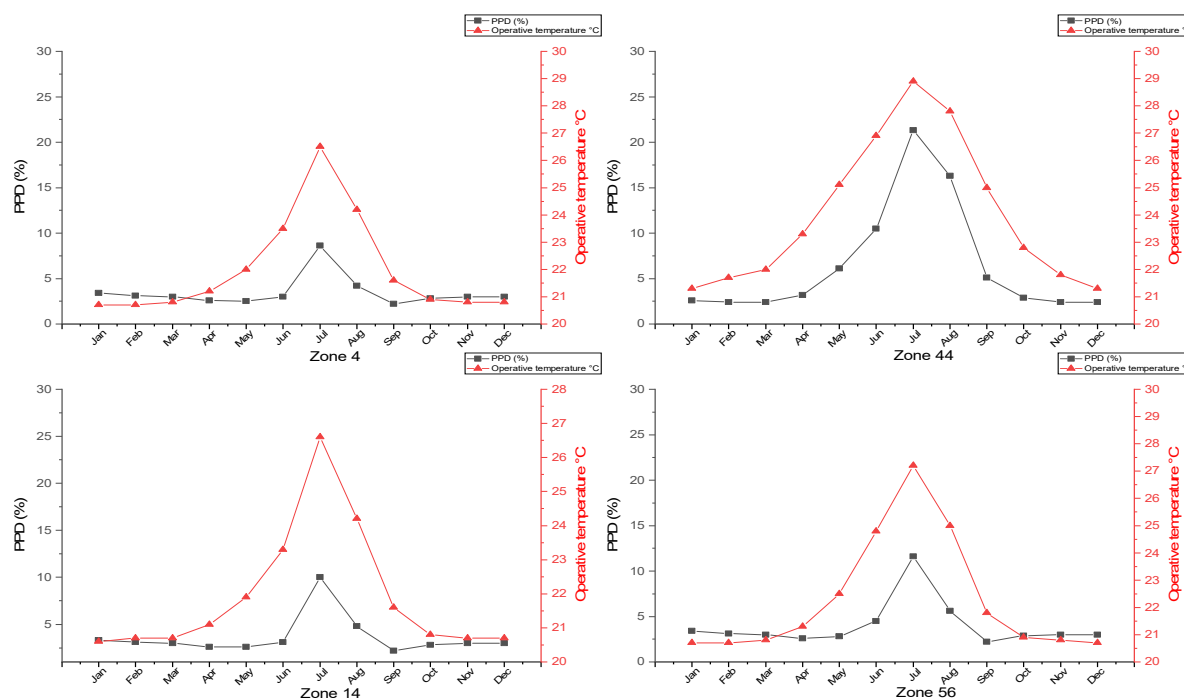 PPD (%)
Operative temperature °C
30
25
20
15
10
5
0
PPD (%)
30
29
28
27
26
25
24
23
22
21
20
Operative temperature °C
Jan Feb Mar Apr May Jun Jul Aug Sep Oct Nov Dec
Zone 4
PPD (%)
Operative temperature °
30
25
20
15
10
5
0
PPD (%)
30
29
28
27
26
25
24
23
22
21
20
Operative temperature °C
Jan Feb Mar Apr May Jun Jul Aug Sep Oct Nov Dec
Zone 44
PPD (%)
Operative temperature °C
30
25
20
15
10
5
PPD (%)
28
27
26
25
24
23
22
21
20
Operative temperature °C
Jan Feb Mar Apr May Jun Jul Aug Sep Oct Nov Dec
Zone 14
PPD (%)
Operative temperature °
30
25
20
15
10
5
0
PPD (%)
30
29
28
27
26
25
24
23
22
21
20
Operative temperature °C
Jan Feb Mar Apr May Jun Jul Aug Sep Oct Nov Dec
Zone 56